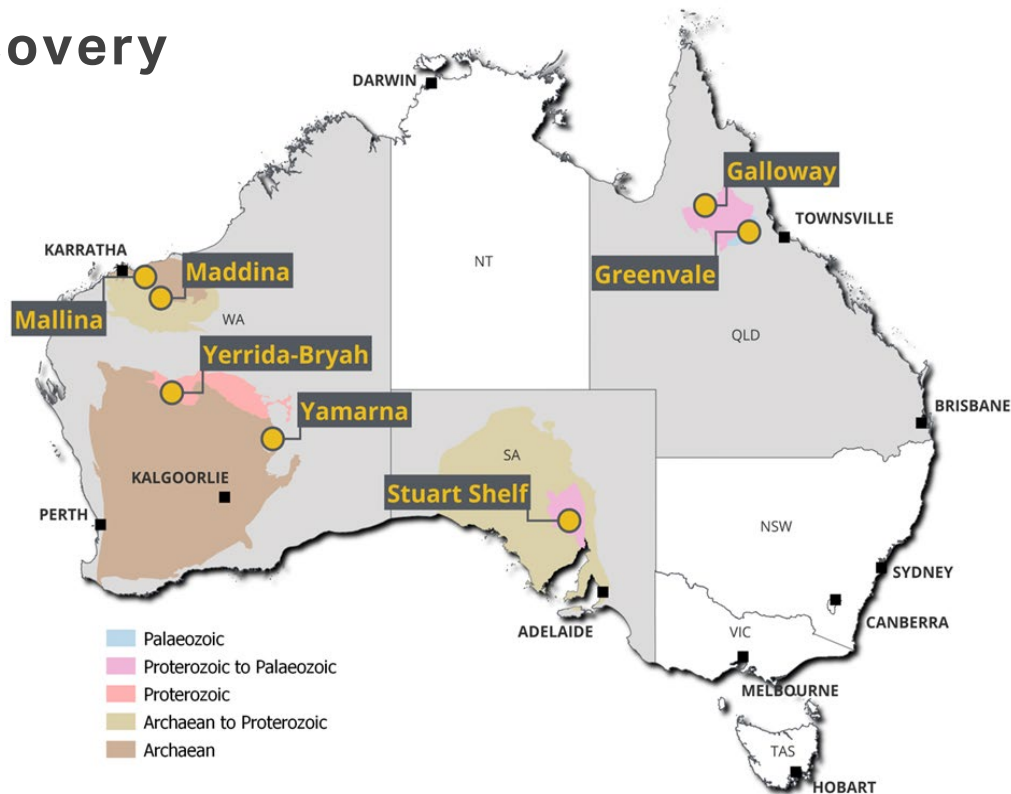 overy
DARWIN
Galloway
TOWNSVILLE
KARRATHA
Maddina
NT
Greenvale
Mallina
WA
QLD
Yerrida-Bryah
Yamarna
BRISBANE
SA
KALGOORLIE
Stuart Shelf
PERTH
NSW
SYDNEY
CANBERRA
ADELAIDE
VIC
MELBOURNE
TAS
HOBART
Palaeozoic
Proterozoic to Palaeozoic
Proterozoic
Archaean to Proterozoic
Archaean